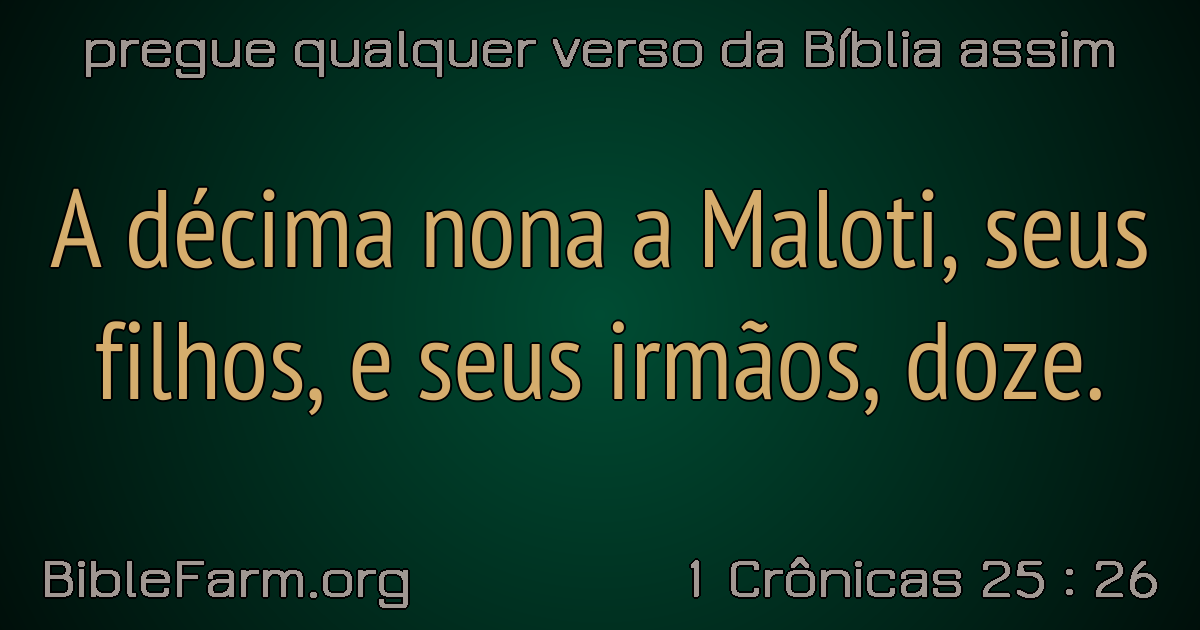 pregue qualquer verso da Bíblia assim
A décima nona a Maloti, seus
filhos, e seus irmãos, doze.
BibleFarm.org
1 Crônicas 25 : 26